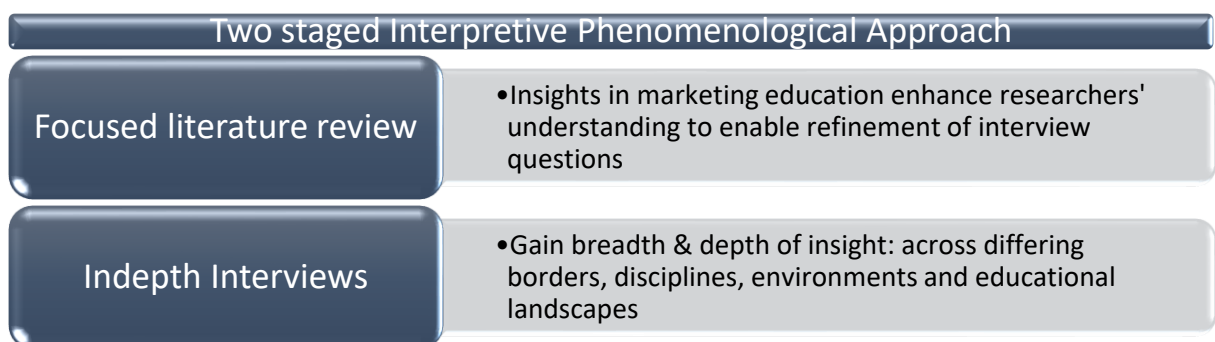 Two staged Interpretive Phenomenological Approach
Focused literature review
•Insights in marketing education enhance researchers'
understanding to enable refinement of interview
questions
Indepth Interviews
•Gain breadth & depth of insight: across differing
borders, disciplines, environments and educational
landscapes